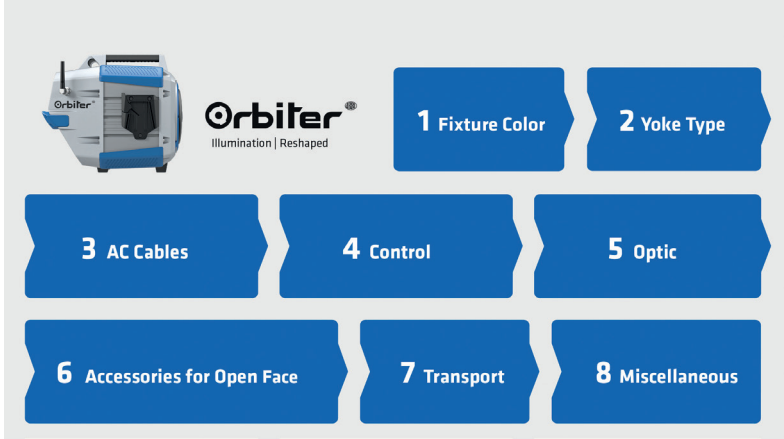 Orbiter
Orbiter
Illumination | Reshaped
1 Fixture Color
2 Yoke Type
3 AC Cables
4 Control
5 Optic
6 Accessories for Open Face
7 Transport
8 Miscellaneous